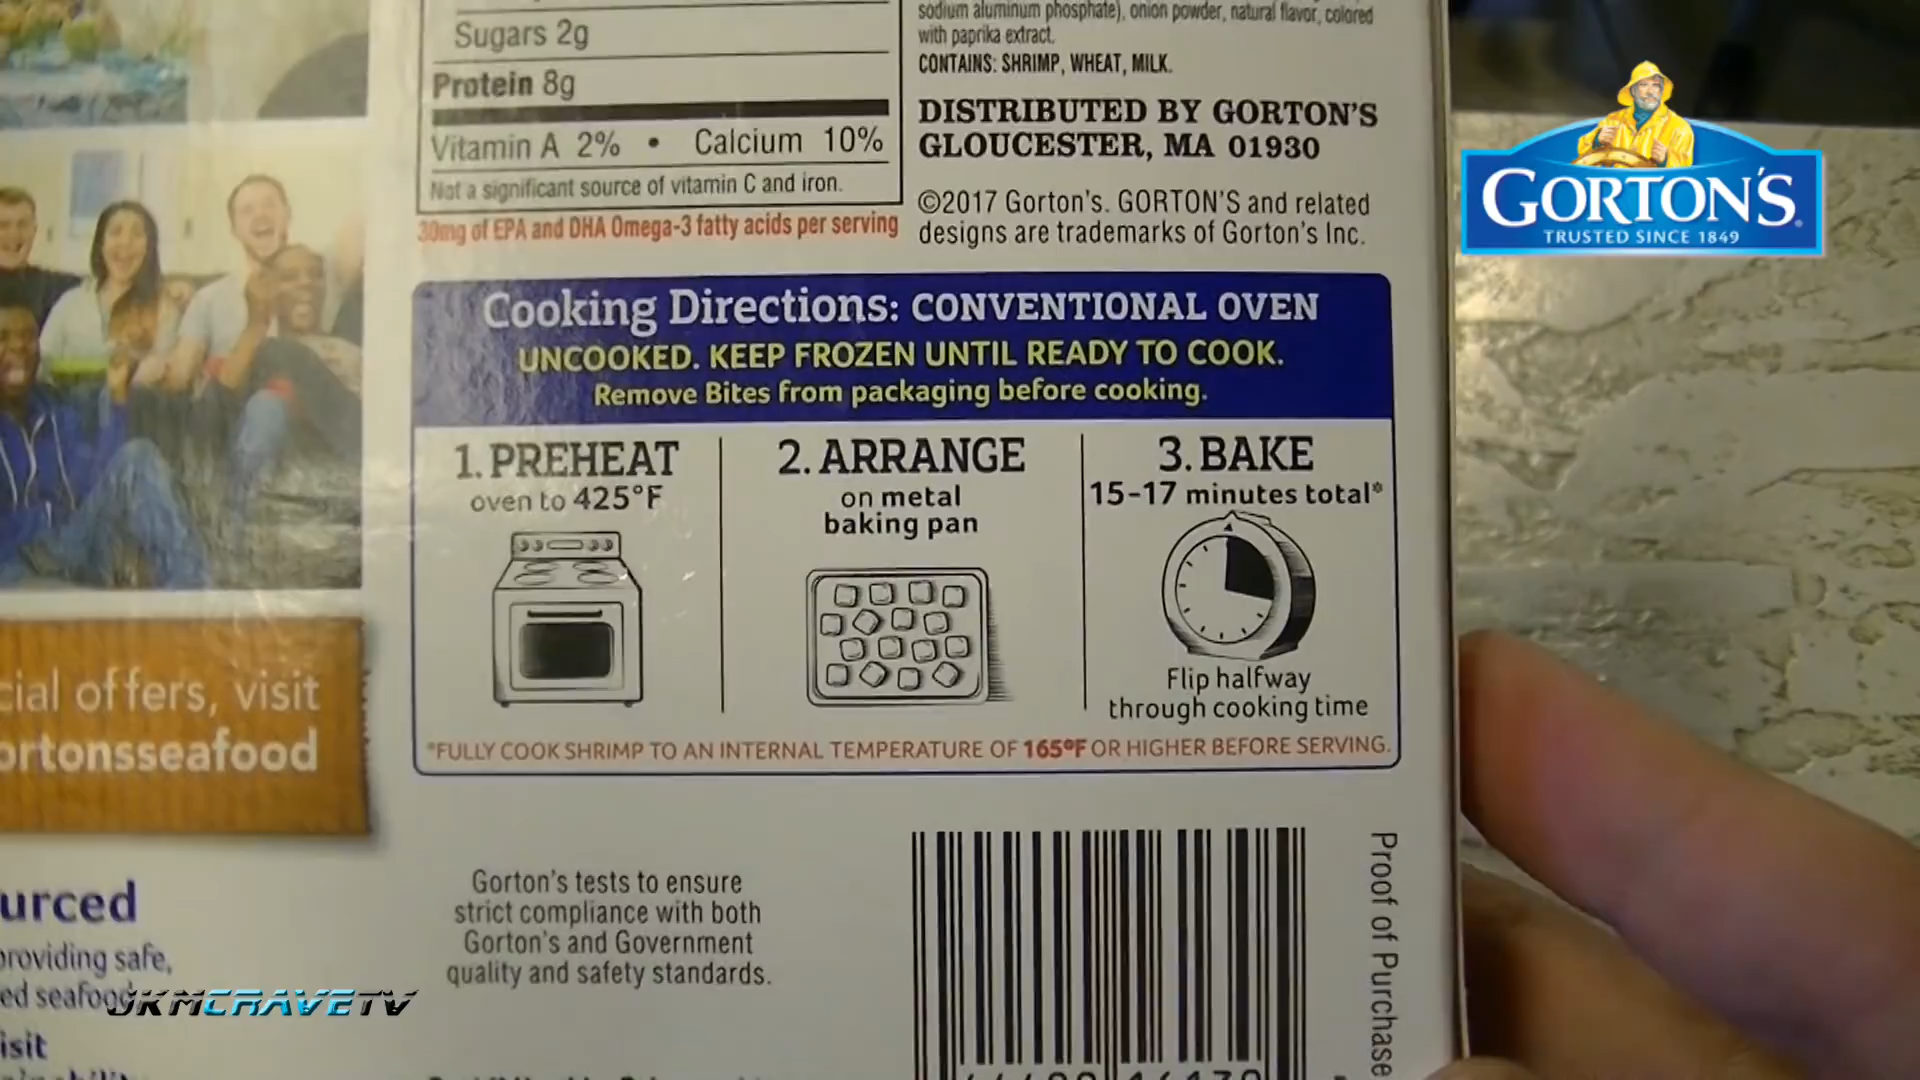 Sugars 2g
Protein 8g
Vitamin A 2% • Calcium 10%
Not a significant source of vitamin C and iron.
30mg of EPA and DHA Omega-3 fatty acids per serving
sodium aluminum phosphate), onion powder, natural flavor, colored
with paprika extract.
CONTAINS: SHRIMP, WHEAT, MILK.
DISTRIBUTED BY GORTON'S
GLOUCESTER, MA 01930
©2017 Gorton's. GORTON'S and related
designs are trademarks of Gorton's Inc.
GORTON'S®
TRUSTED SINCE 1849
Cooking Directions: CONVENTIONAL OVEN
UNCOOKED. KEEP FROZEN UNTIL READY TO COOK.
Remove Bites from packaging before cooking.
1. PREHEAT
oven to 425°F
2. ARRANGE
on metal
baking pan
3. BAKE
15-17 minutes total*
Flip halfway
through cooking time
*FULLY COOK SHRIMP TO AN INTERNAL TEMPERATURE OF 165°F OR HIGHER BEFORE SERVING.
cial offers, visit
ortonsseafood
urced
providing safe,
ed seafood
isit
JKMCRAVETV
Gorton's tests to ensure
strict compliance with both
Gorton's and Government
quality and safety standards.
Proof of Purchase